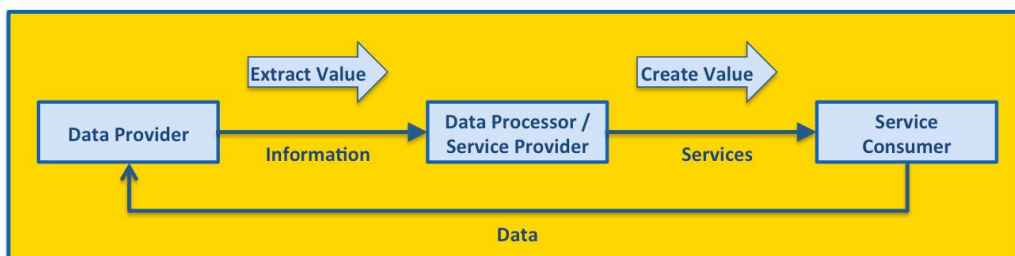 Extract Value
Create Value
Data Provider
Information
Data Processor /
Service Provider
Services
Service
Consumer
Data